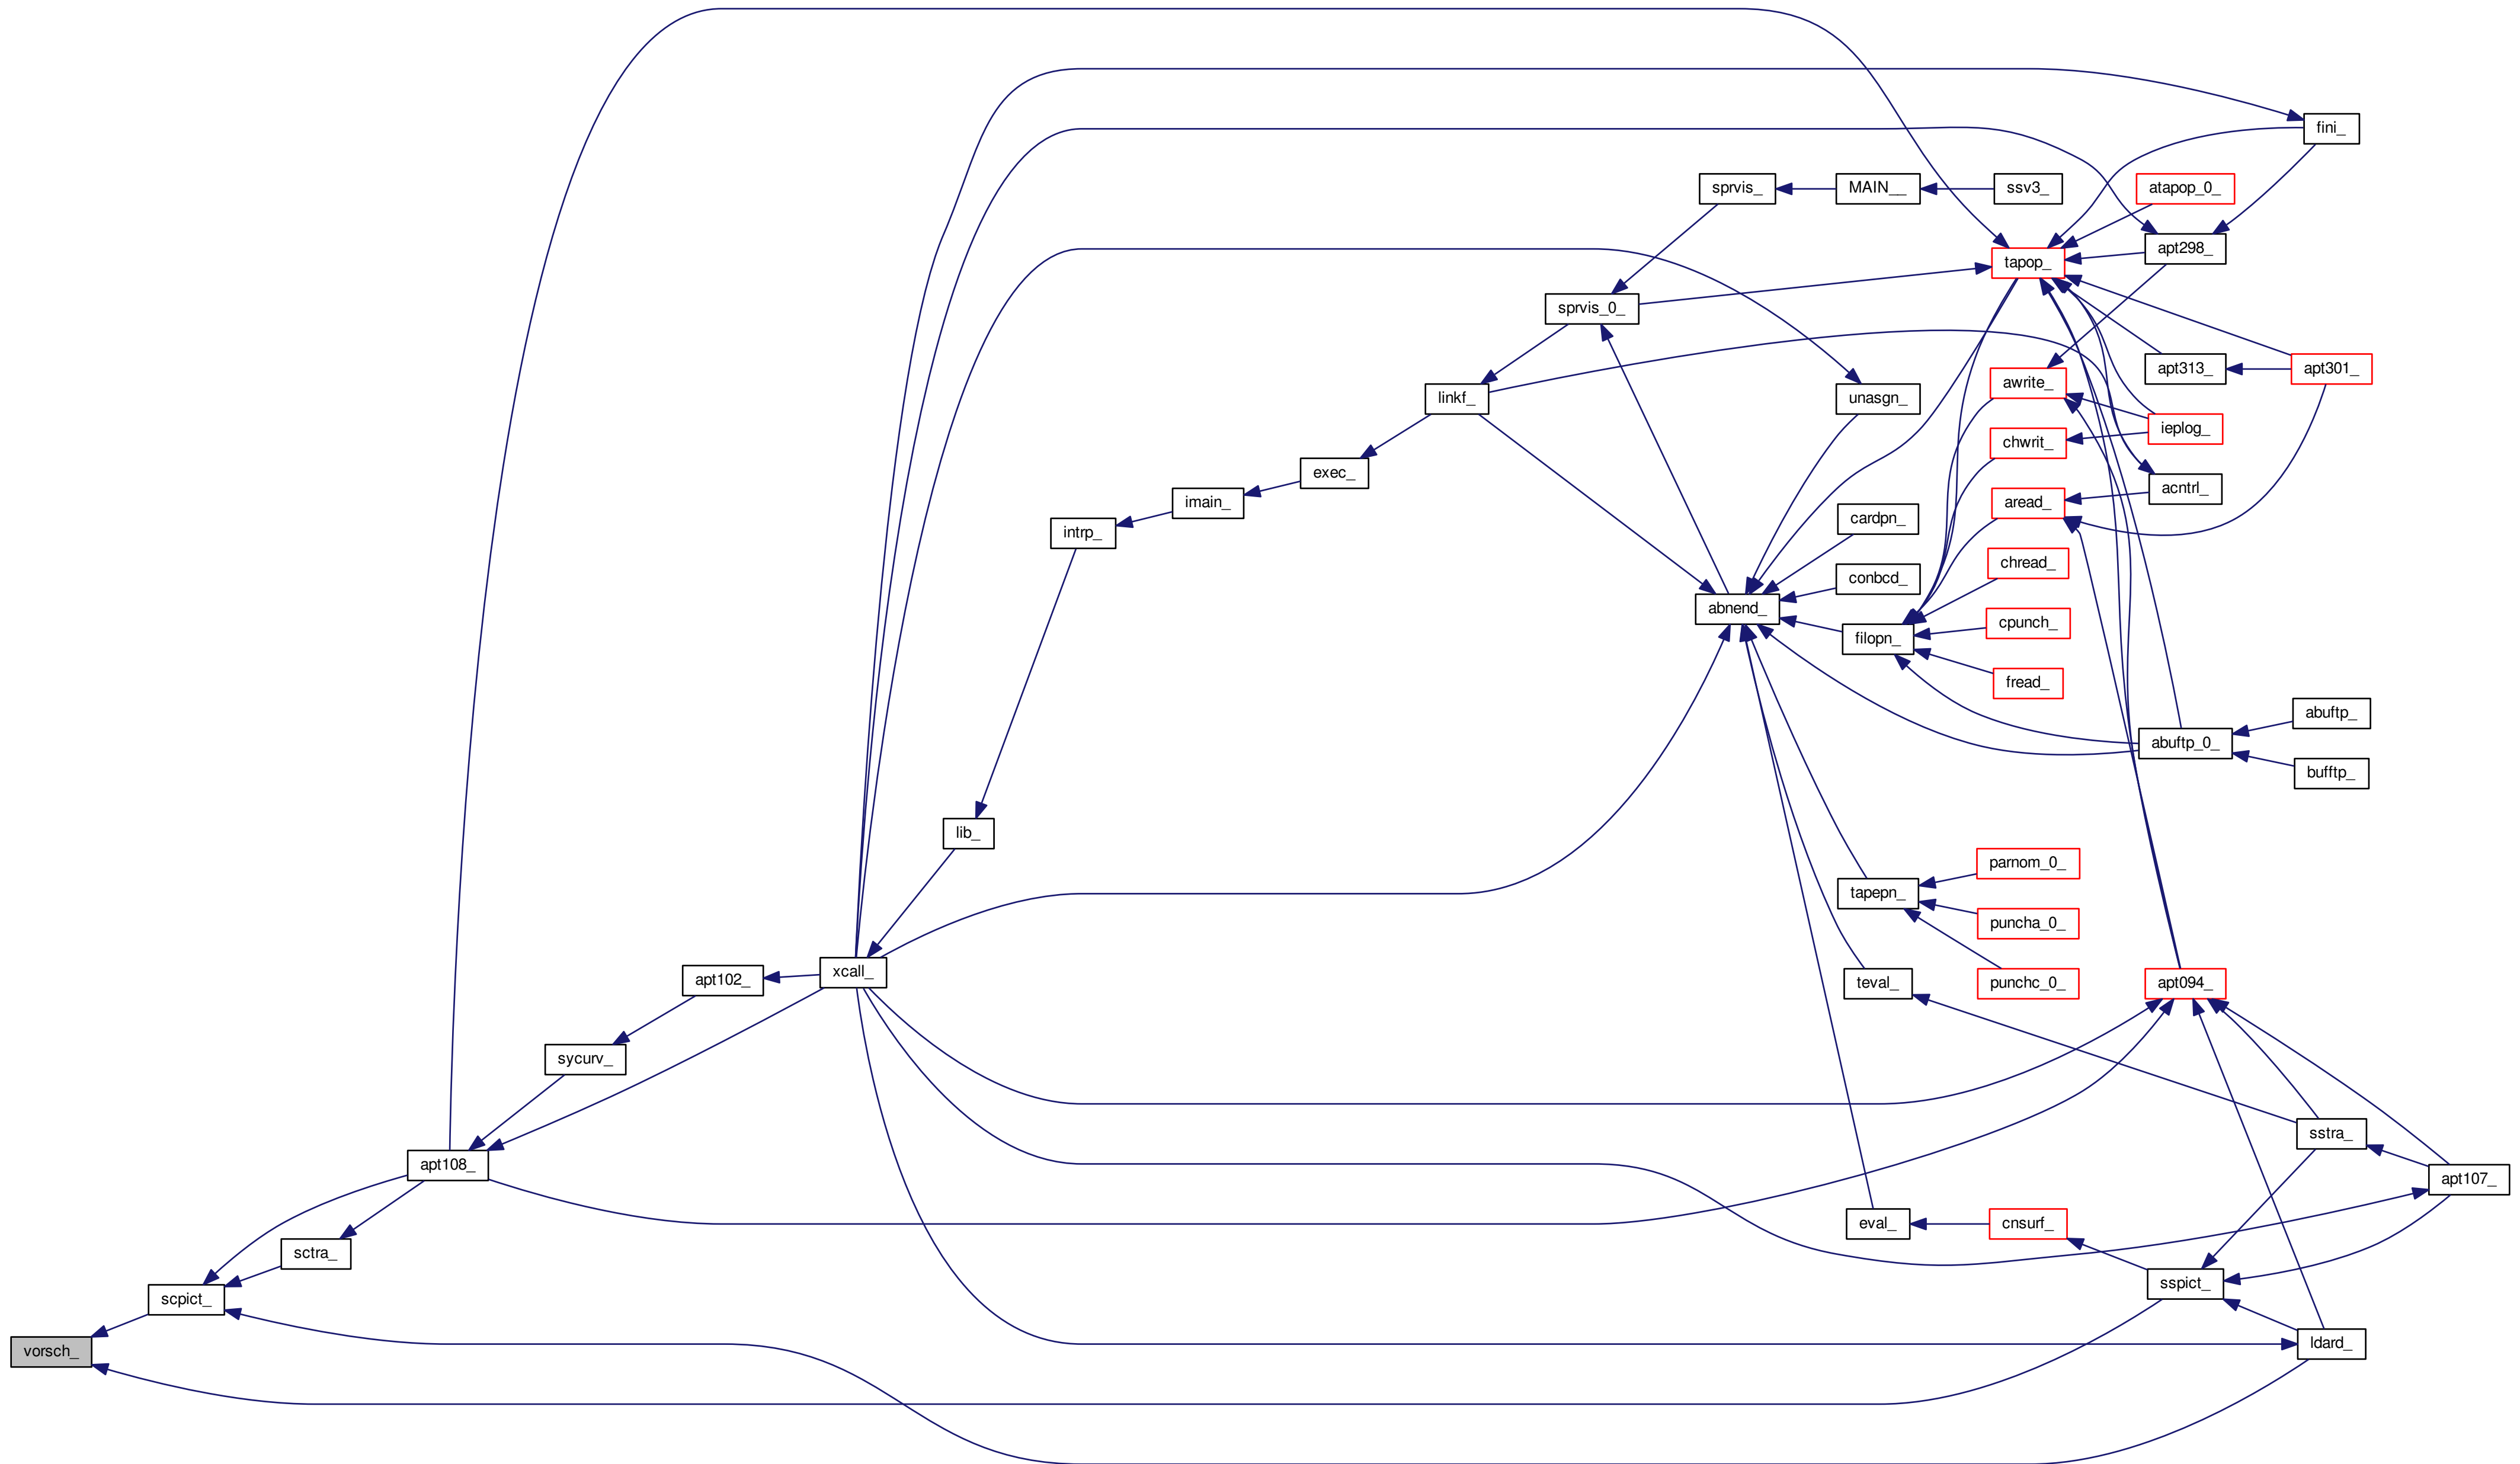 fini_
sprvis_
MAIN__
ssv3_
atapop_0_
apt298_
tapop_
sprvis_0_
apt313_
apt301_
awrite_
linkf_
unasgn_
ieplog_
chwrit_
exec_
acntrl_
imain_
aread_
cardpn_
intrp_
chread_
conbcd_
abnend_
cpunch_
filopn_
fread_
abuftp_
abuftp_0_
bufftp_
lib_
parnom_0_
tapepn_
puncha_0_
xcall_
apt102_
teval_
punchc_0_
apt094_
sycurv_
sstra_
apt108_
apt107_
eval_
cnsurf_
sctra_
sspict_
scpict_
ldard_
vorsch_